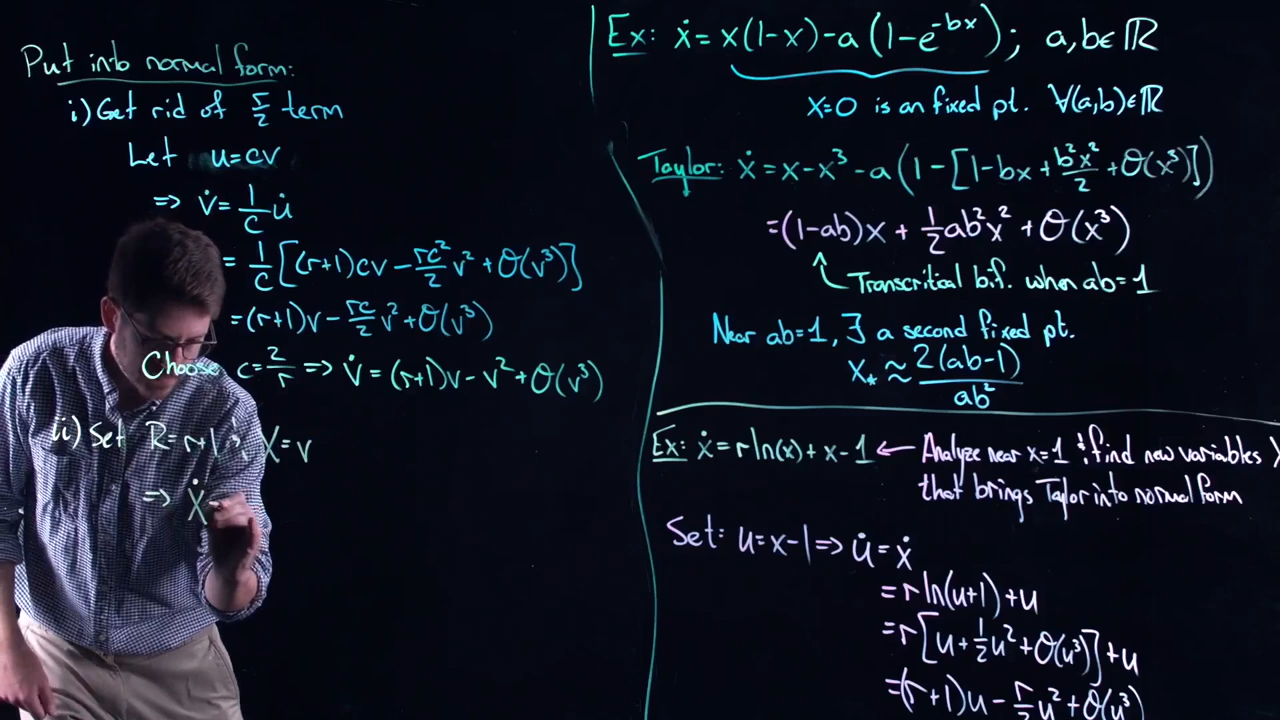 Put into normal form:
i) Get rid of r/2 term
Let u=cv
⇒ v̇ = 1/c u̇
= 1/c [(r+1)cv - rc²/2 v² + O(v³)]
= (r+1)v - rc/2 v² + O(v³)
Choose c = 2/r ⇒ v̇ = (r+1)v - v² + O(v³)
ii) Set R=r+1 ; X=v
⇒ Ẋ
Ex: ẋ = x(1-x) - a(1-e^{-bx}); a,b∈ℝ
x=0 is an fixed pt. ∀(a,b)∈ℝ
Taylor: ẋ = x - x³ - a(1-[1-bx + b²x²/2 + O(x³)])
= (1-ab)x + 1/2 ab²x² + O(x³)
Transcritical bif. when ab=1
Near ab=1, ∃ a second fixed pt.
x_* ≈ 2(ab-1)/ab²
Ex: ẋ = r ln(x) + x - 1 ← Analyze near x=1 ; find new variables
that brings Taylor into normal form
Set: u = x-1 ⇒ u̇ = ẋ
= r ln(u+1) + u
= r[u + 1/2 u² + O(u³)] + u
= (r+1)u - r/2 u² + O(u³)